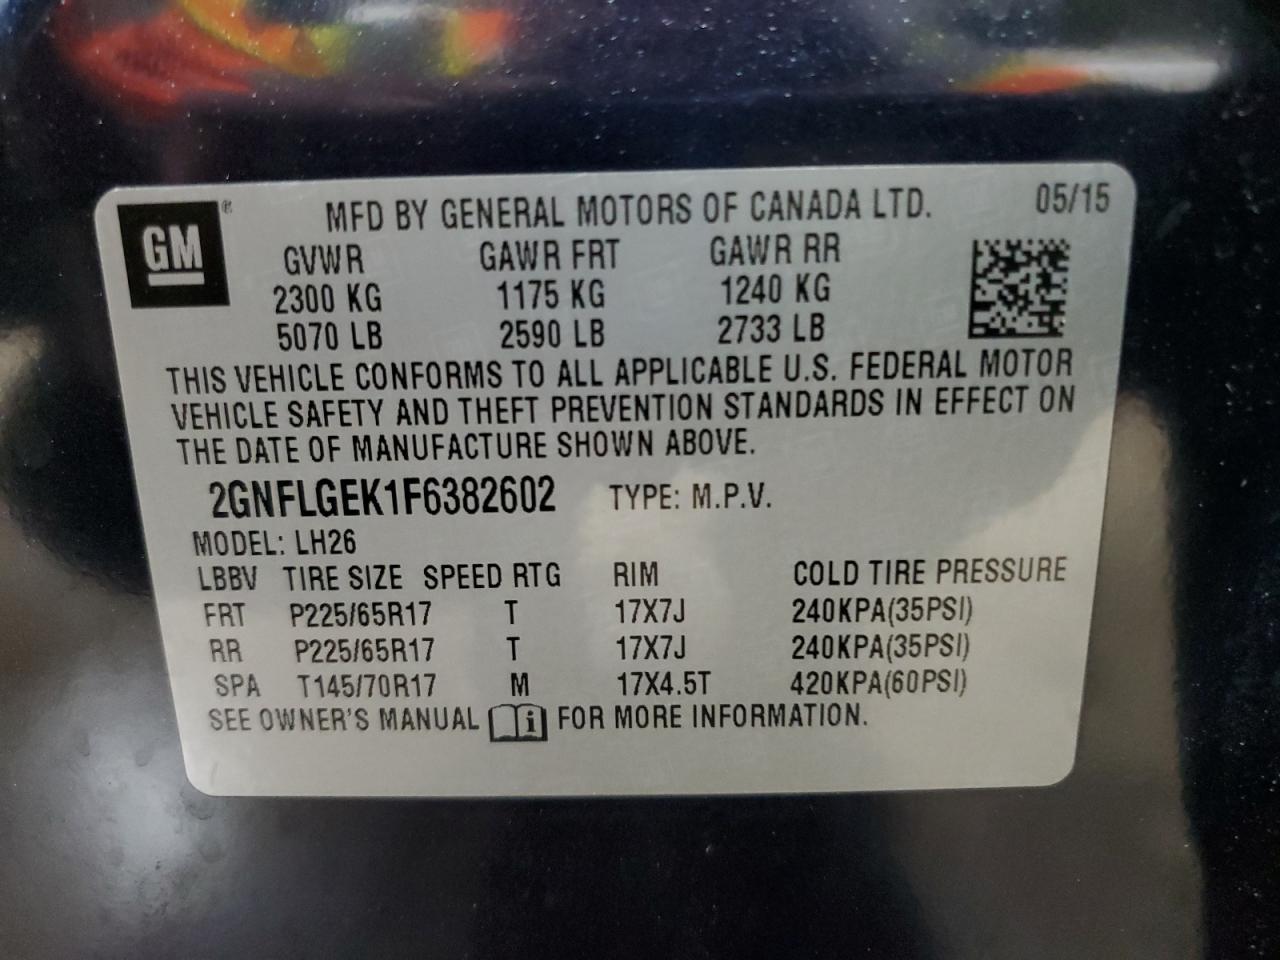 GM ®
MFD BY GENERAL MOTORS OF CANADA LTD. 05/15
GVWR GAWR FRT GAWR RR
2300 KG 1175 KG 1240 KG
5070 LB 2590 LB 2733 LB
THIS VEHICLE CONFORMS TO ALL APPLICABLE U.S. FEDERAL MOTOR
VEHICLE SAFETY AND THEFT PREVENTION STANDARDS IN EFFECT ON
THE DATE OF MANUFACTURE SHOWN ABOVE.
2GNFLGEK1F6382602 TYPE: M.P.V.
MODEL: LH26
LBBV TIRE SIZE SPEED RTG RIM COLD TIRE PRESSURE
FRT P225/65R17 T 17X7J 240KPA(35PSI)
RR P225/65R17 T 17X7J 240KPA(35PSI)
SPA T145/70R17 M 17X4.5T 420KPA(60PSI)
SEE OWNER'S MANUAL i FOR MORE INFORMATION.